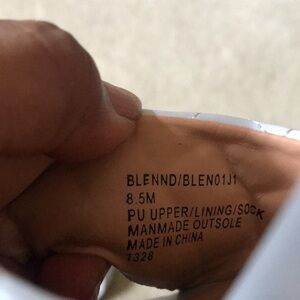 BLENND/BLEN01J1
8.5M
PU UPPER/LINING/SOCK
MANMADE OUTSOLE
MADE IN CHINA
1328